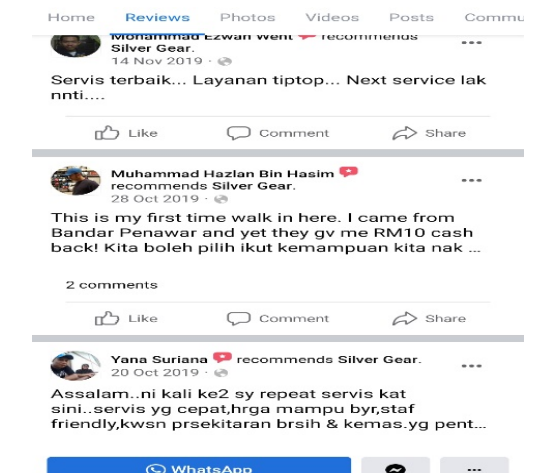 Home Reviews Photos Videos Posts Commu
Mohammad Ezwan Went recommends
Silver Gear.
14 Nov 2019 ·
Servis terbaik... Layanan tiptop... Next service lak
nnti....
Like Comment Share
Muhammad Hazlan Bin Hasim
recommends Silver Gear.
28 Oct 2019 ·
This is my first time walk in here. I came from
Bandar Penawar and yet they gv me RM10 cash
back! Kita boleh pilih ikut kemampuan kita nak ...
2 comments
Like Comment Share
Yana Suriana recommends Silver Gear.
20 Oct 2019 ·
Assalam..ni kali ke2 sy repeat servis kat
sini..servis yg cepat,hrga mampu byr,staf
friendly,kwsn prsekitaran brsih & kemas.yg pent...
WhatsApp